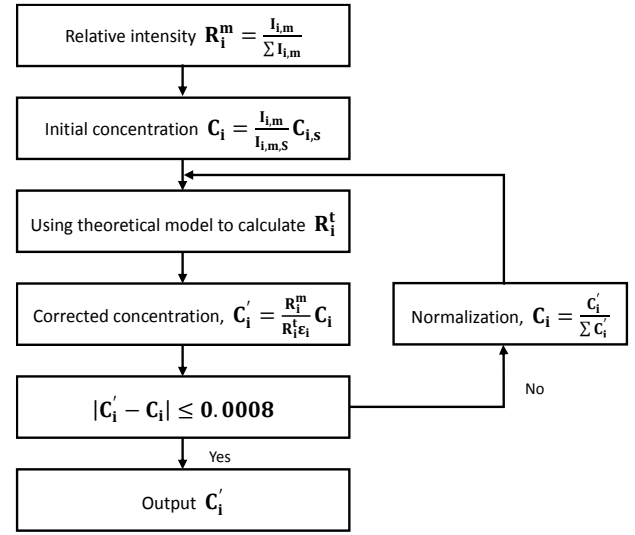 Relative intensity R_i^m = I_{i,m} / ∑ I_{i,m}
Initial concentration C_i = (I_{i,m} / I_{i,m,S}) C_{i,s}
Using theoretical model to calculate R_i^t
Corrected concentration, C_i^′ = (R_i^m / R_i^t ε_i) C_i
Normalization, C_i = C_i^′ / ∑ C_i^′
|C_i^′ − C_i| ≤ 0.0008
No
Yes
Output C_i^′